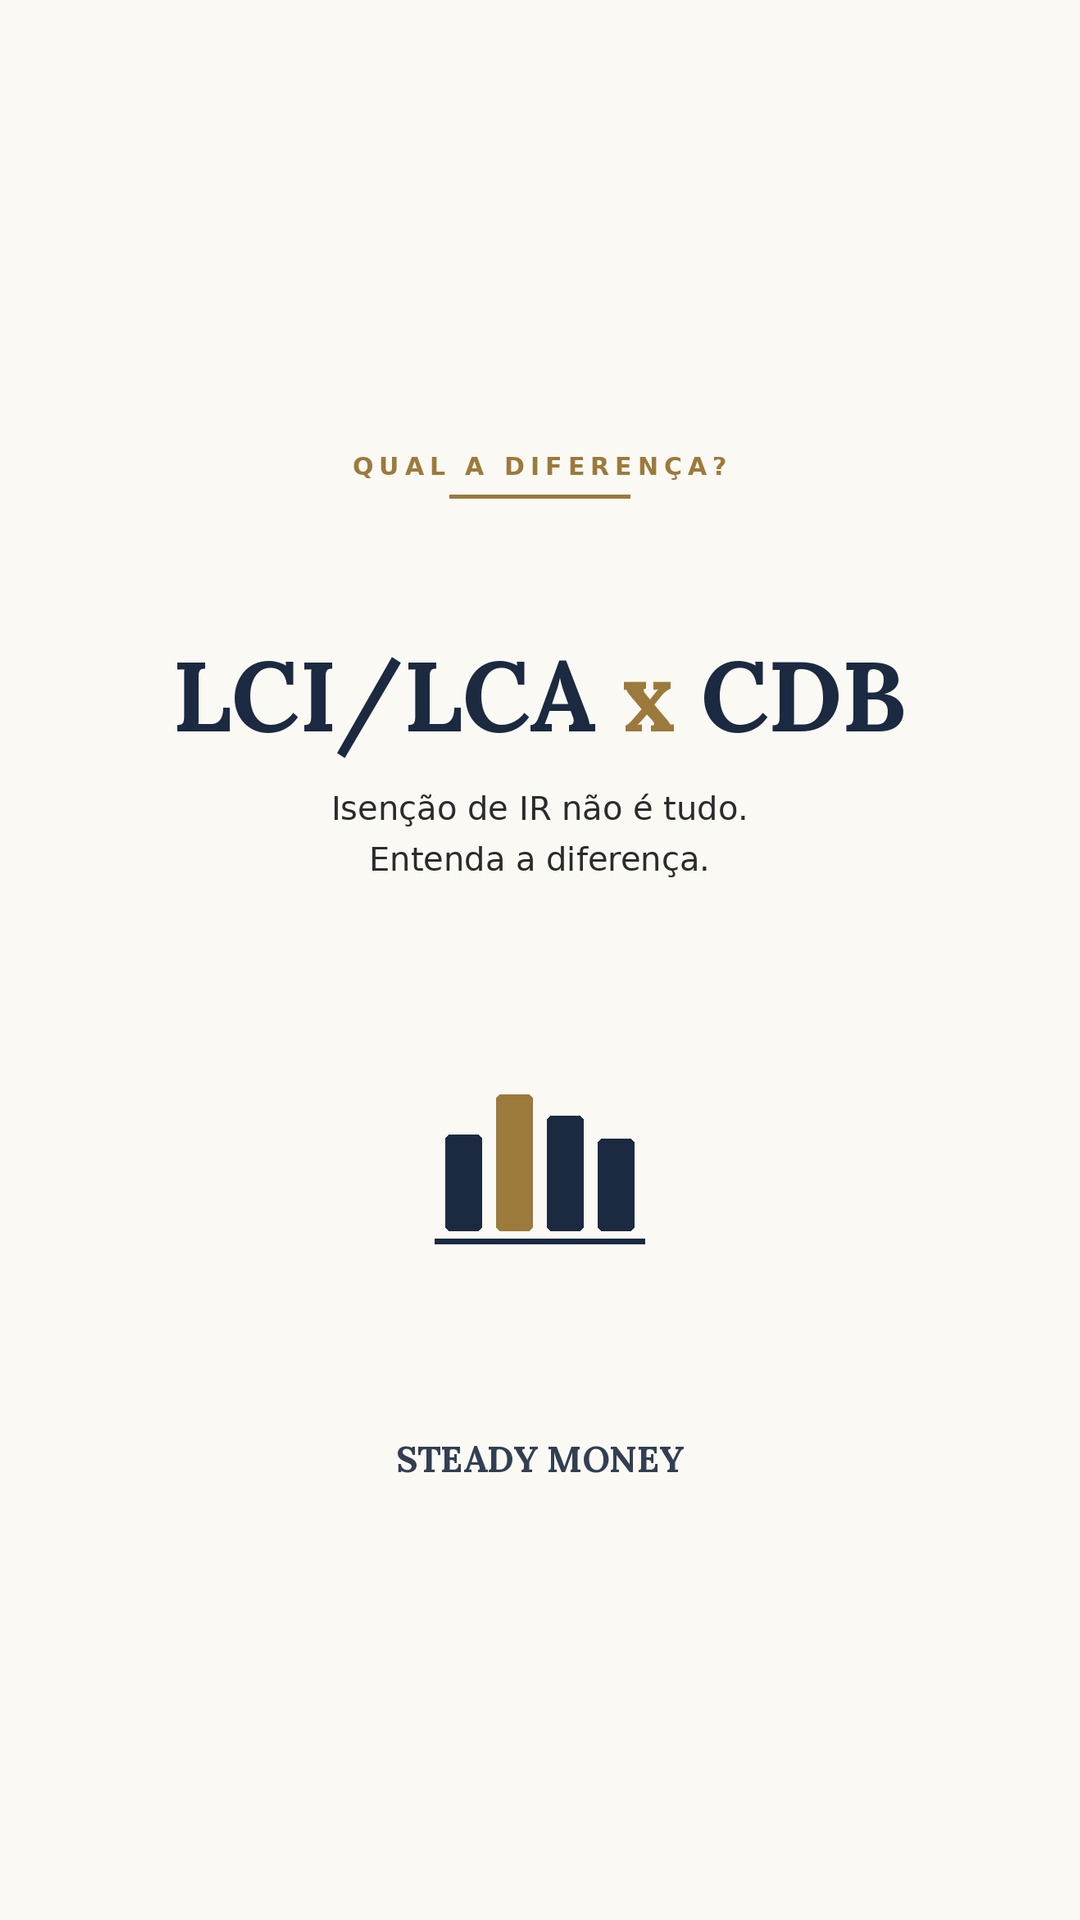 QUAL A DIFERENÇA?
LCI/LCA x CDB
Isenção de IR não é tudo.
Entenda a diferença.
STEADY MONEY